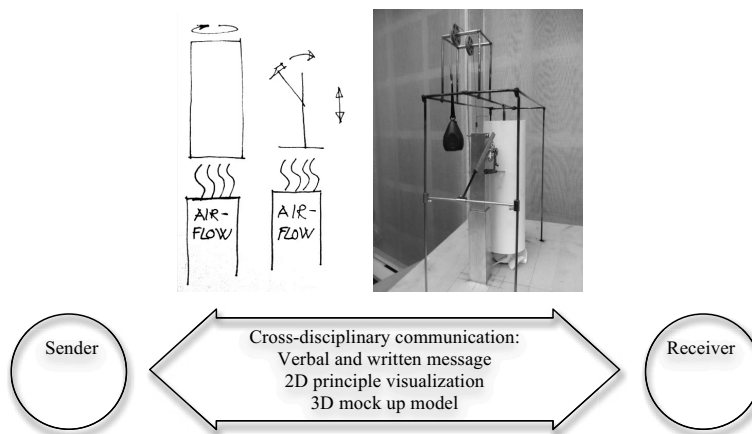 AIR-
FLOW
AIR-
FLOW
Sender
Cross-disciplinary communication:
Verbal and written message
2D principle visualization
3D mock up model
Receiver